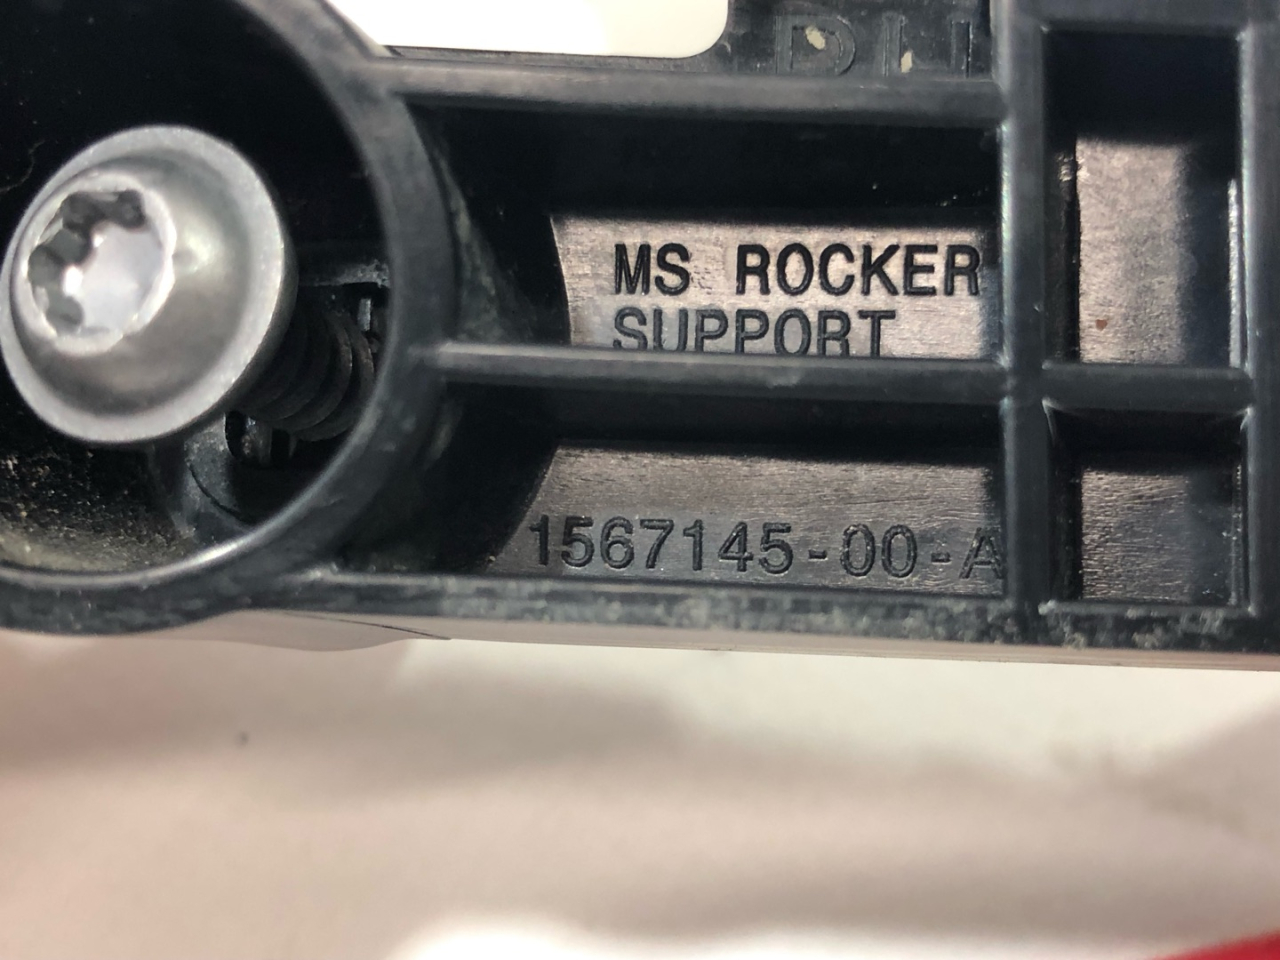 MS ROCKER
SUPPORT
1567145-00-A